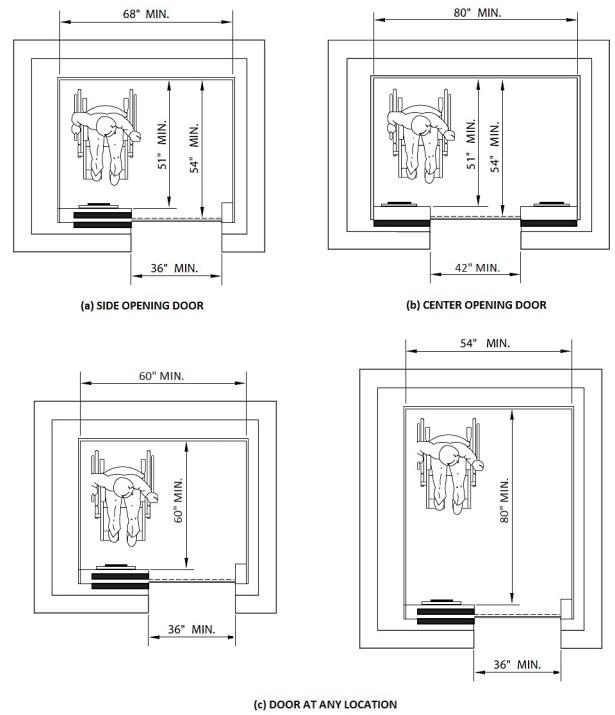 68" MIN.
51" MIN.
54" MIN.
36" MIN.
(a) SIDE OPENING DOOR
80" MIN.
51" MIN.
54" MIN.
42" MIN.
(b) CENTER OPENING DOOR
60" MIN.
60" MIN.
36" MIN.
54" MIN.
80" MIN.
36" MIN.
(c) DOOR AT ANY LOCATION